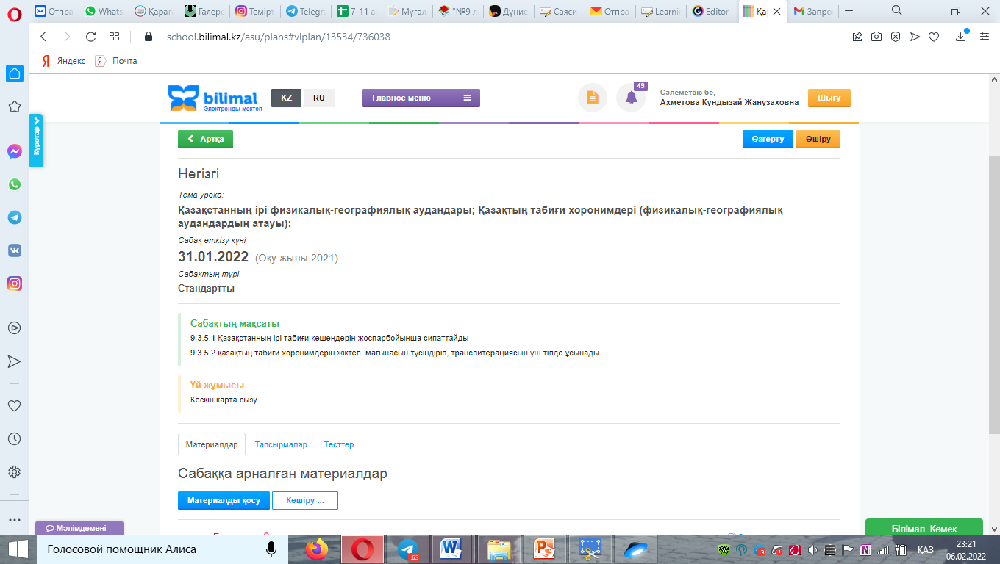 Отпра
Whats
Қараға
Галере
Темірт
Telegr
7-11 а
Мұғал
"№9 л
Дүние
Саяси
Отпра
Learni
Editor
Қа
Запро
school.bilimal.kz/asu/plans#vlplan/13534/736038
Яндекс
Почта
bilimal
Электронды мектеп
KZ
RU
Главное меню
49
Сәлеметсіз бе,
Ахметова Кундызай Жанузаховна
Шығу
Курстар
Артқа
Өзгерту
Өшіру
Негізгі
Тема урока:
Қазақстанның ірі физикалық-географиялық аудандары; Қазақтың табиғи хоронимдері (физикалық-географиялық
аудандардың атауы);
Сабақ өткізу күні
31.01.2022 (Оқу жылы 2021)
Сабақтың түрі
Стандартты
Сабақтың мақсаты
9.3.5.1 Қазақстанның ірі табиғи кешендерін жоспарбойынша сипаттайды
9.3.5.2 қазақтың табиғи хоронимдерін жіктеп, мағынасын түсіндіріп, транслитерациясын үш тілде ұсынады
Үй жұмысы
Кескін карта сызу
Материалдар
Тапсырмалар
Тесттер
Сабаққа арналған материалдар
Материалды қосу
Көшіру ...
Мәлімдемені
Білімал. Көмек
Голосовой помощник Алиса
63
ҚАЗ
23:21
06.02.2022